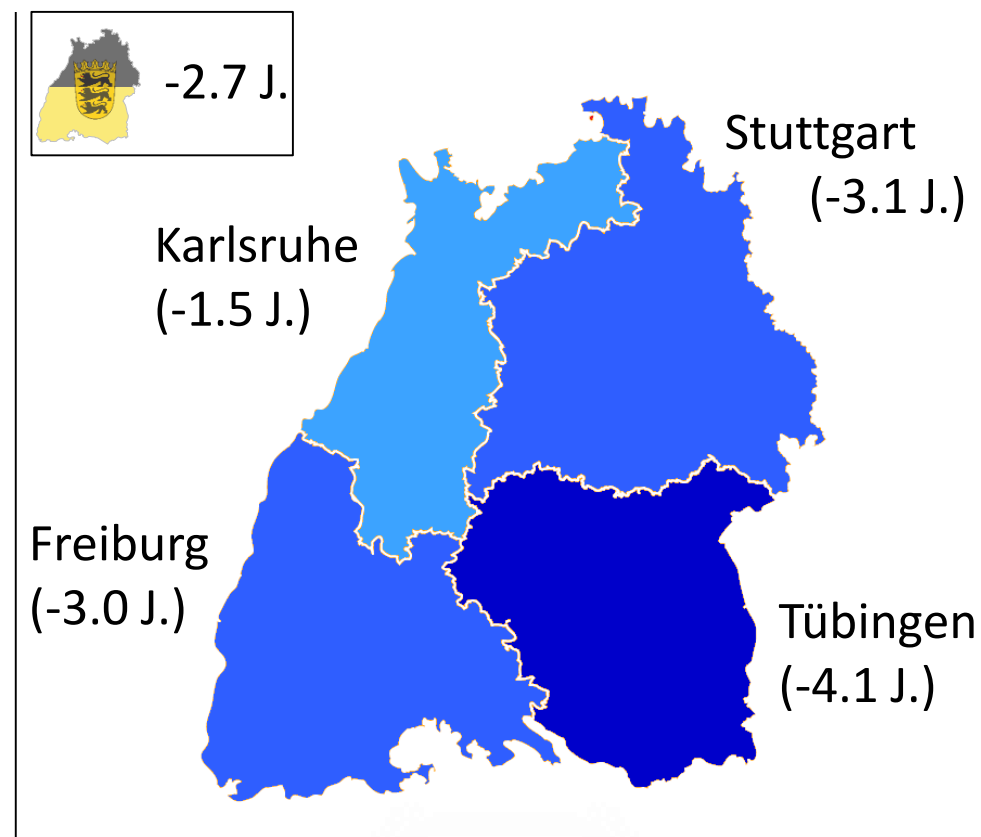 -2.7 J.
Stuttgart
(-3.1 J.)
Karlsruhe
(-1.5 J.)
Freiburg
(-3.0 J.)
Tübingen
(-4.1 J.)